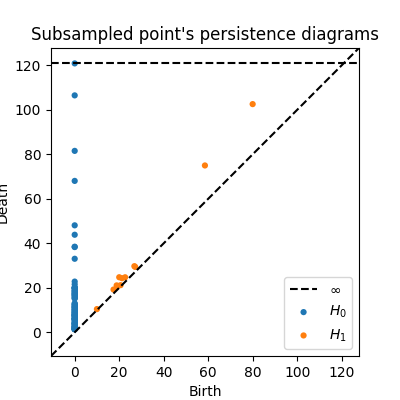 Subsampled point's persistence diagrams
120
100
80
60
40
20
0
Death
0 20 40 60 80 100 120
Birth
∞
H₀
H₁